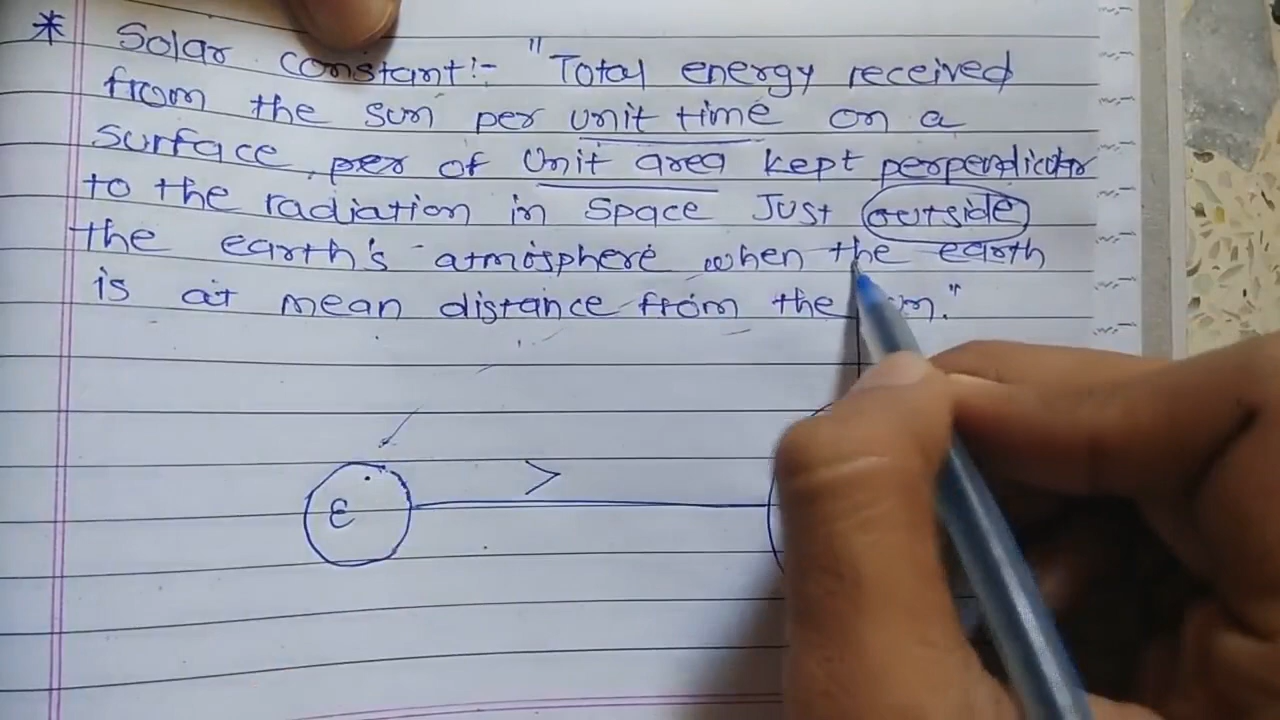 * Solar constant:- "Total energy received
from the sun per unit time on a
surface, per of unit area kept perpendicular
to the radiation in space Just outside
the earth's atmosphere when the earth
is at mean distance from the
E